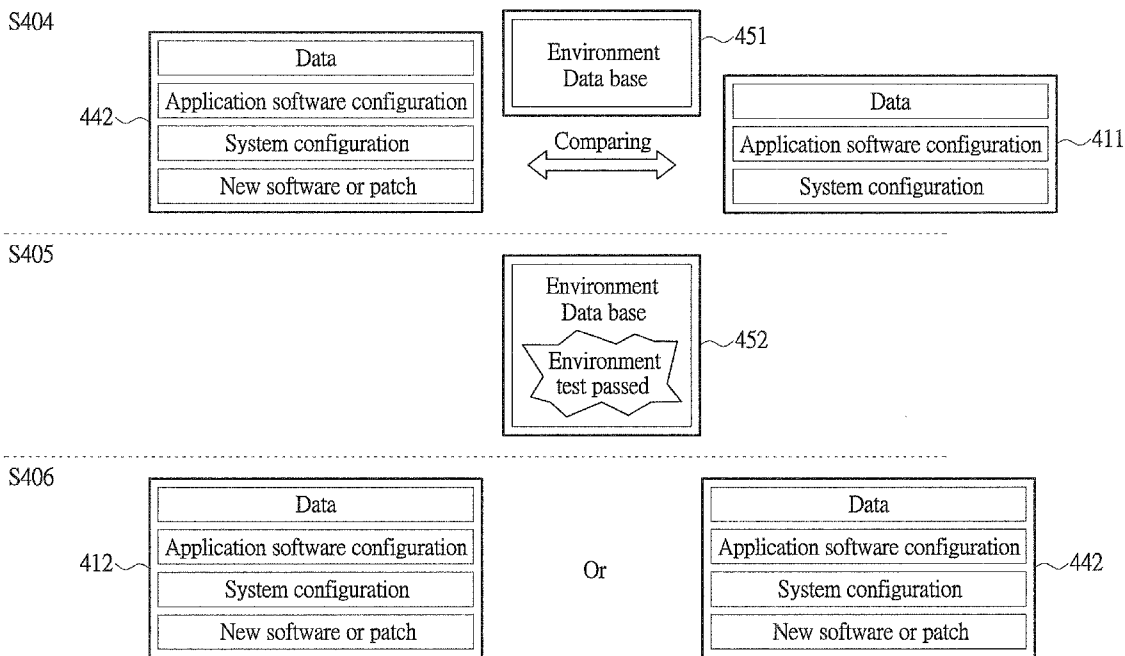 S404
Data
Application software configuration
System configuration
New software or patch
442
Environment
Data base
451
Comparing
Data
Application software configuration
System configuration
411
S405
Environment
Data base
Environment
test passed
452
S406
Data
Application software configuration
System configuration
New software or patch
412
Or
Data
Application software configuration
System configuration
New software or patch
442